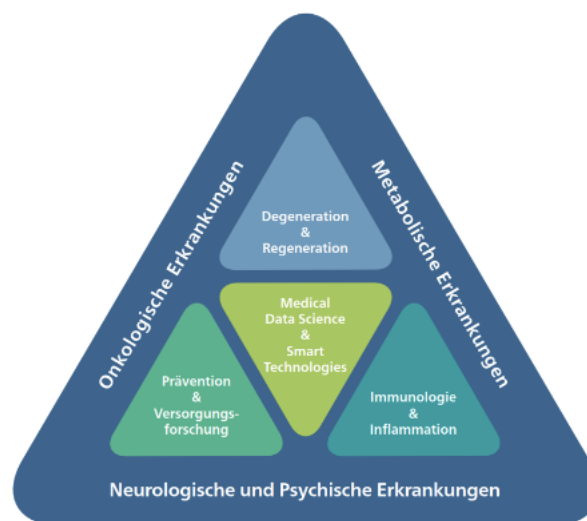 Onkologische Erkrankungen
Metabolische Erkrankungen
Degeneration
&
Regeneration
Medical
Data Science
&
Smart
Technologies
Prävention
&
Versorgungs-
forschung
Immunologie
&
Inflammation
Neurologische und Psychische Erkrankungen